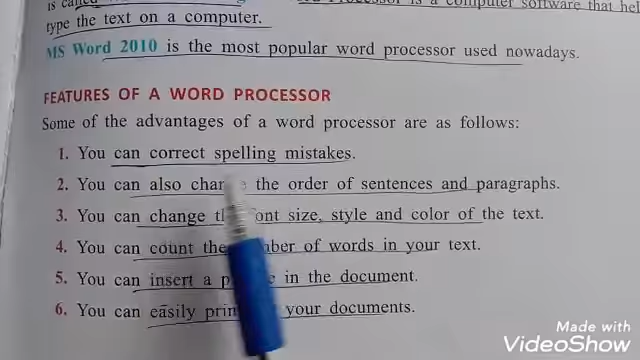 is a computer software that
type the text on a computer.
MS Word 2010 is the most popular word processor used nowadays.
FEATURES OF A WORD PROCESSOR
Some of the advantages of a word processor are as follows:
1. You can correct spelling mistakes.
2. You can also the order of sentences and paragraphs.
3. You can change size, style and color of the text.
4. You can count the of words in your text.
5. You can insert a in the document.
6. You can easily your documents.
Made with
VideoShow